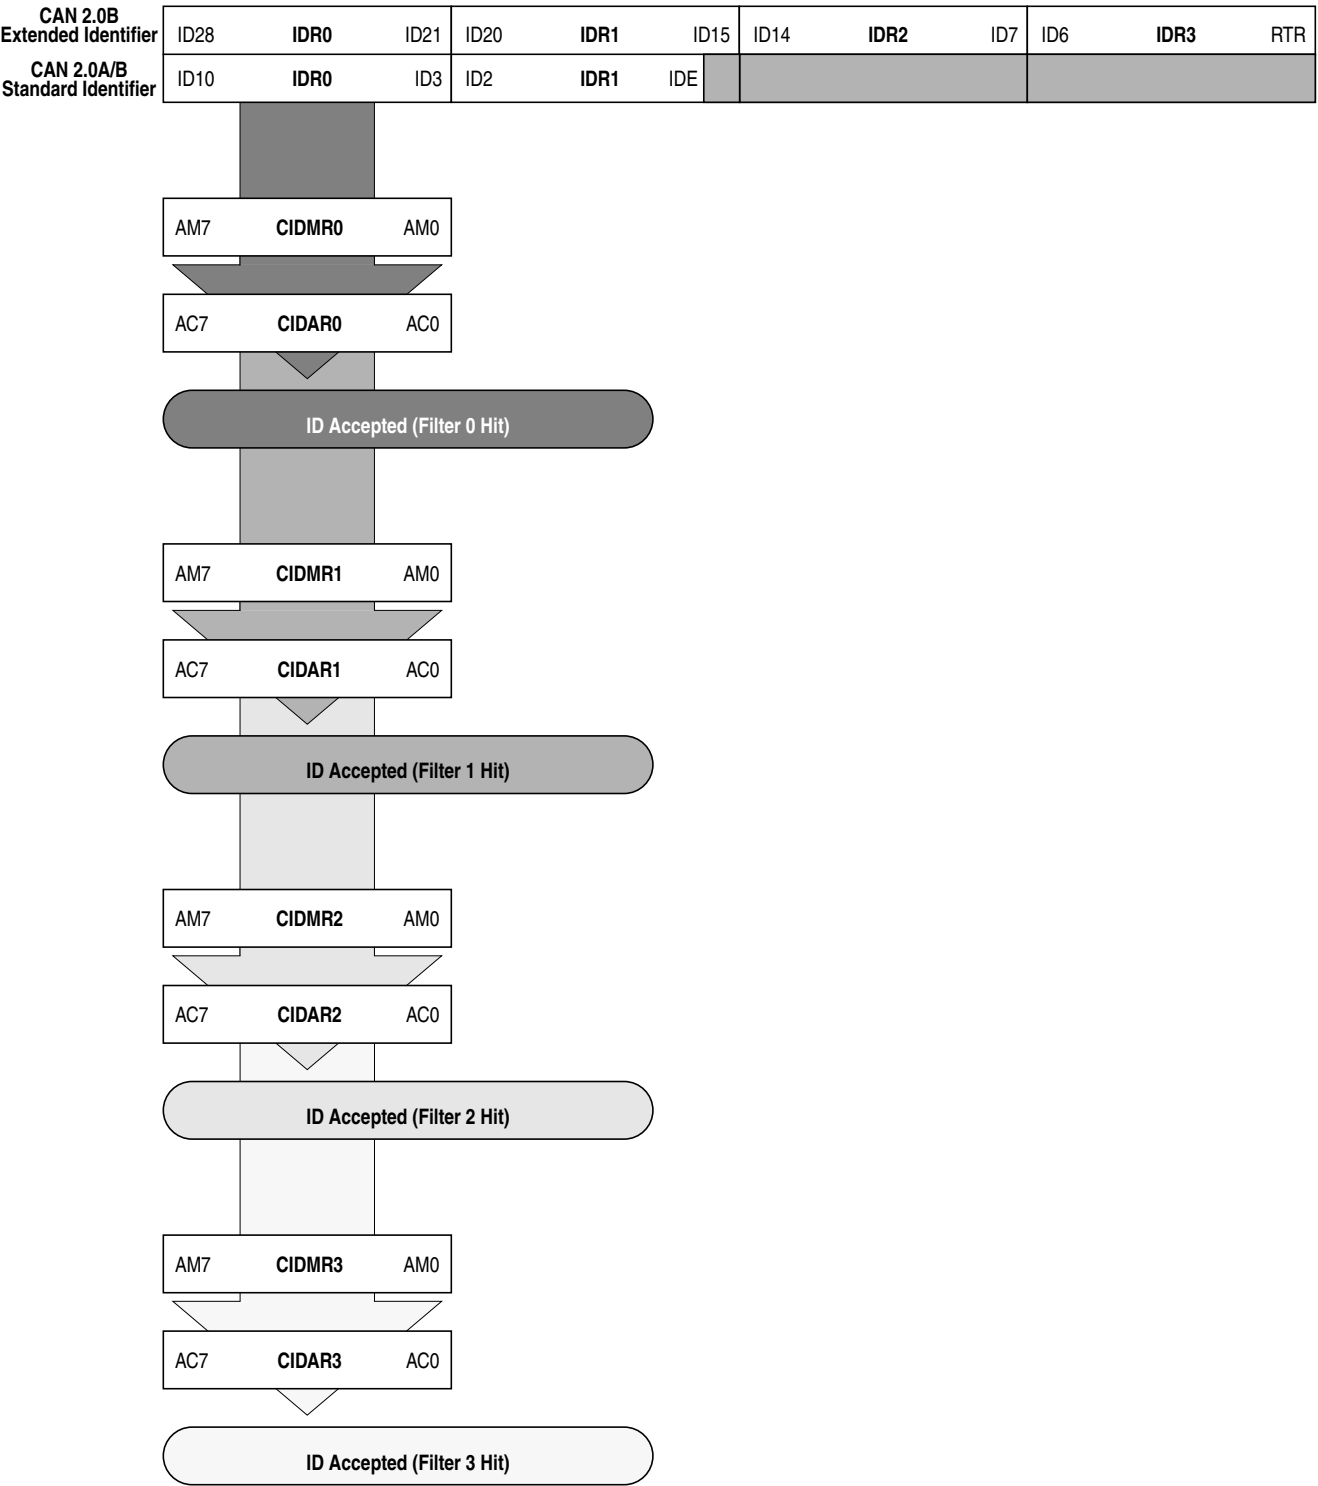 CAN 2.0B
Extended Identifier ID28 IDR0 ID21 ID20 IDR1 ID15 ID14 IDR2 ID7 ID6 IDR3 RTR
CAN 2.0A/B
Standard Identifier ID10 IDR0 ID3 ID2 IDR1 IDE
AM7 CIDMR0 AM0
AC7 CIDAR0 AC0
ID Accepted (Filter 0 Hit)
AM7 CIDMR1 AM0
AC7 CIDAR1 AC0
ID Accepted (Filter 1 Hit)
AM7 CIDMR2 AM0
AC7 CIDAR2 AC0
ID Accepted (Filter 2 Hit)
AM7 CIDMR3 AM0
AC7 CIDAR3 AC0
ID Accepted (Filter 3 Hit)